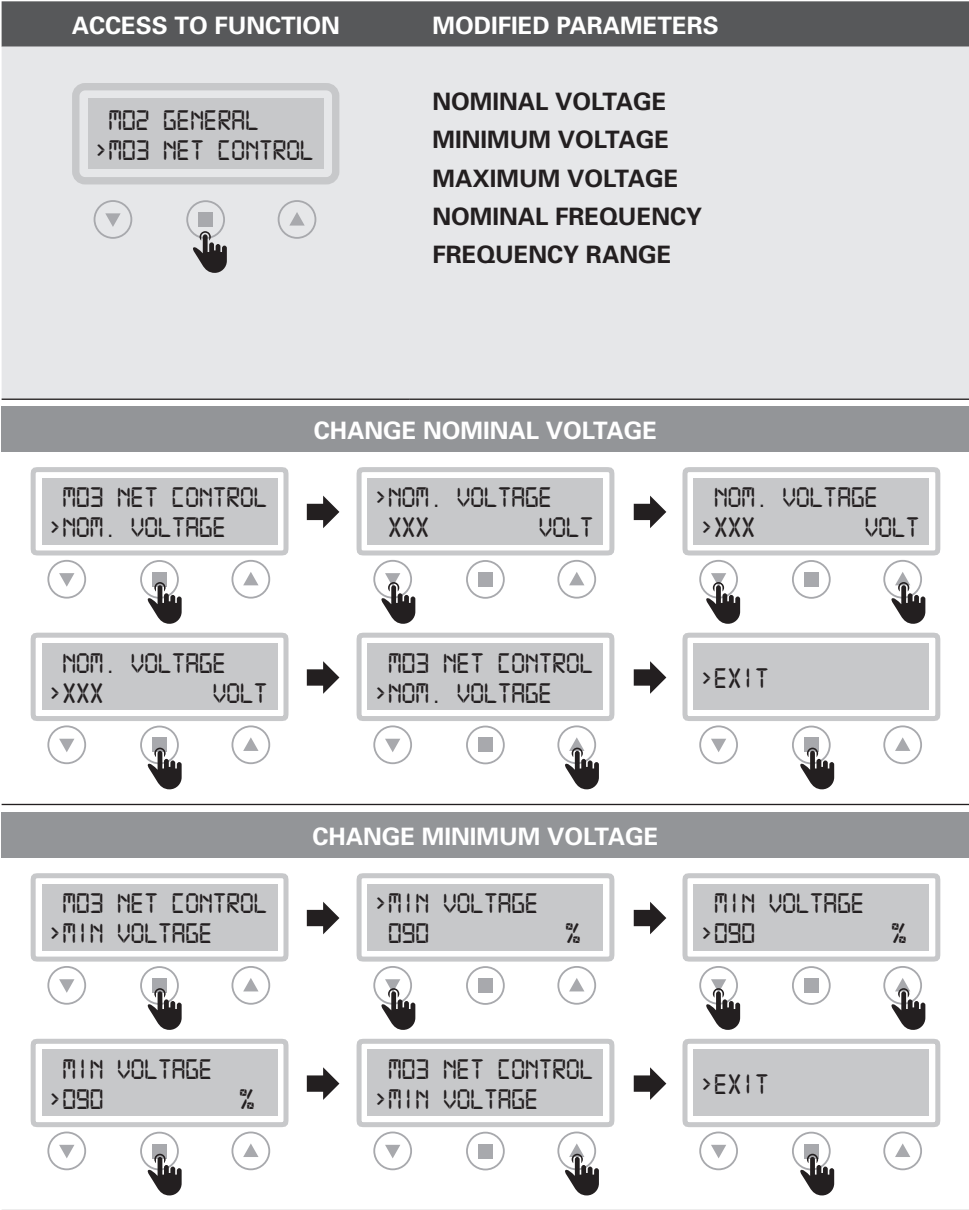 ACCESS TO FUNCTION
MODIFIED PARAMETERS
M02 GENERAL
>M03 NET CONTROL
NOMINAL VOLTAGE
MINIMUM VOLTAGE
MAXIMUM VOLTAGE
NOMINAL FREQUENCY
FREQUENCY RANGE
CHANGE NOMINAL VOLTAGE
M03 NET CONTROL
>NOM. VOLTAGE
>NOM. VOLTAGE
XXX VOLT
NOM. VOLTAGE
>XXX VOLT
NOM. VOLTAGE
>XXX VOLT
M03 NET CONTROL
>NOM. VOLTAGE
>EXIT
CHANGE MINIMUM VOLTAGE
M03 NET CONTROL
>MIN VOLTAGE
>MIN VOLTAGE
090 %
MIN VOLTAGE
>090 %
MIN VOLTAGE
>090 %
M03 NET CONTROL
>MIN VOLTAGE
>EXIT